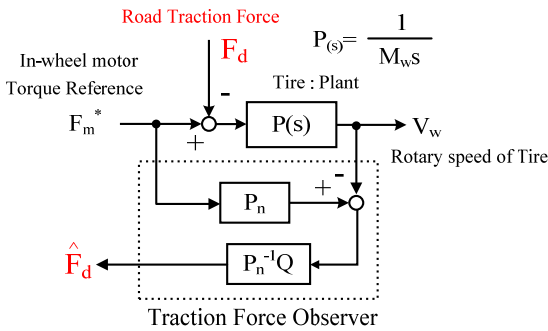 Road Traction Force
F_d
P_(s) = 1 / M_w s
In-wheel motor
Torque Reference
F_m^*
-
+
Tire : Plant
P(s)
V_w
Rotary speed of Tire
P_n
+
-
F̂_d
P_n^-1 Q
Traction Force Observer